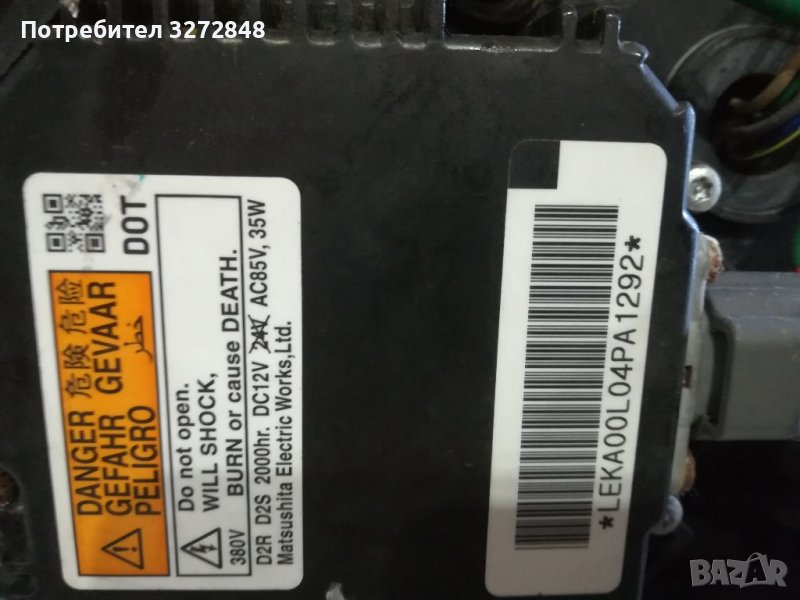 Потребител 3272848
DOT
DANGER 危険 危险
GEFAHR GEVAAR
PELIGRO خطر
Do not open.
WILL SHOCK,
BURN or cause DEATH.
380V
D2R D2S 2000hr. DC12V 24V AC85V, 35W
Matsushita Electric Works,Ltd.
*LEKA00L04PA1292*
BAZAR